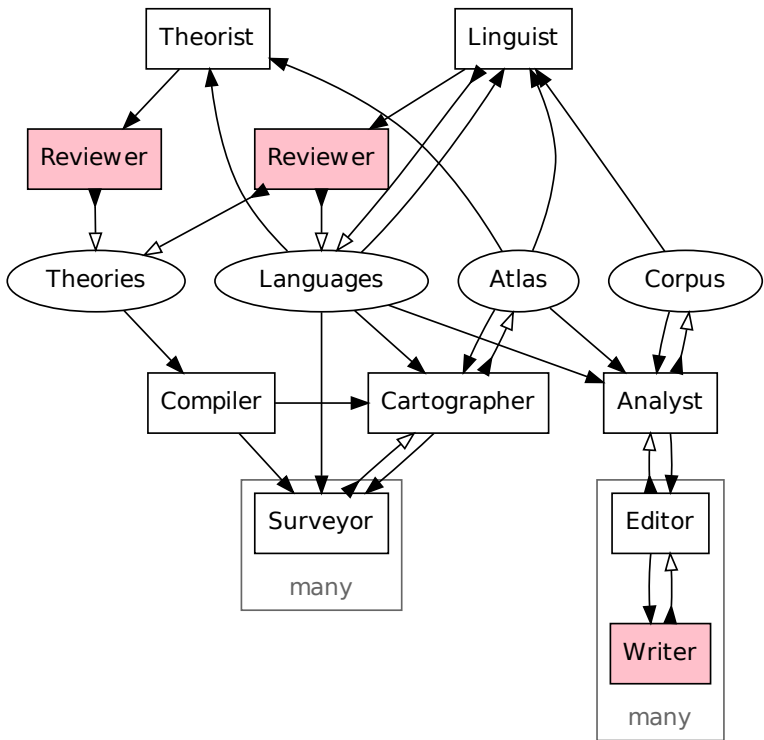 Theorist
Linguist
Reviewer
Reviewer
Theories
Languages
Atlas
Corpus
Compiler
Cartographer
Analyst
Surveyor
many
Editor
Writer
many